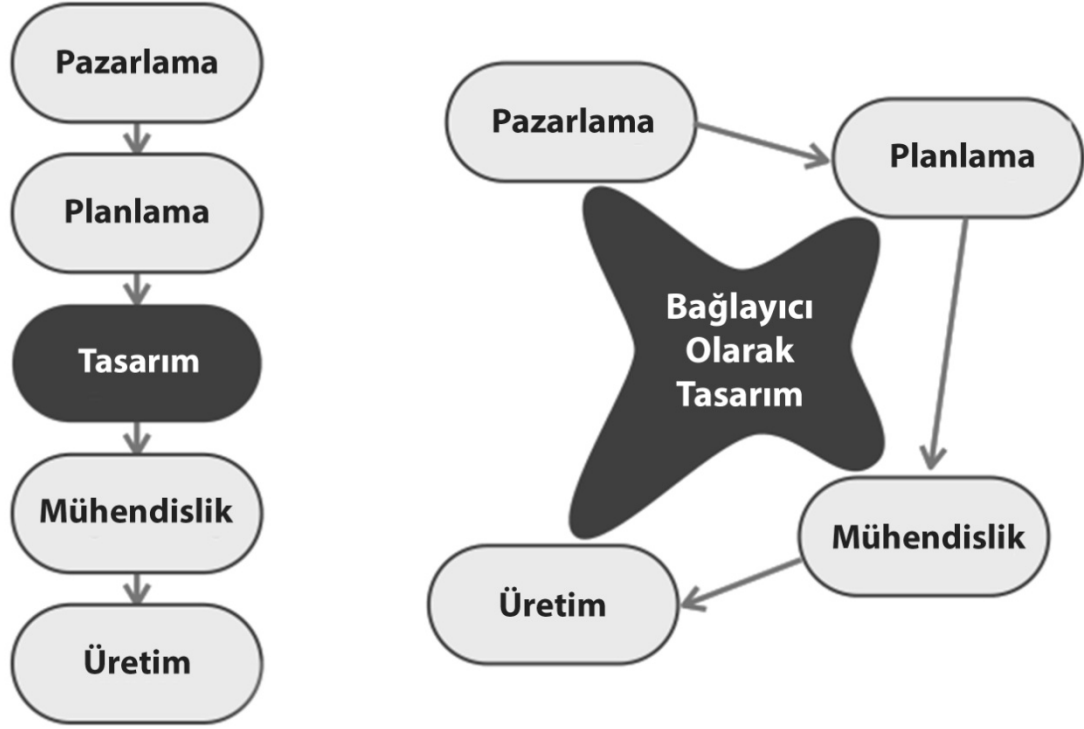 Pazarlama
Planlama
Tasarım
Mühendislik
Üretim
Pazarlama
Planlama
Bağlayıcı
Olarak
Tasarım
Mühendislik
Üretim